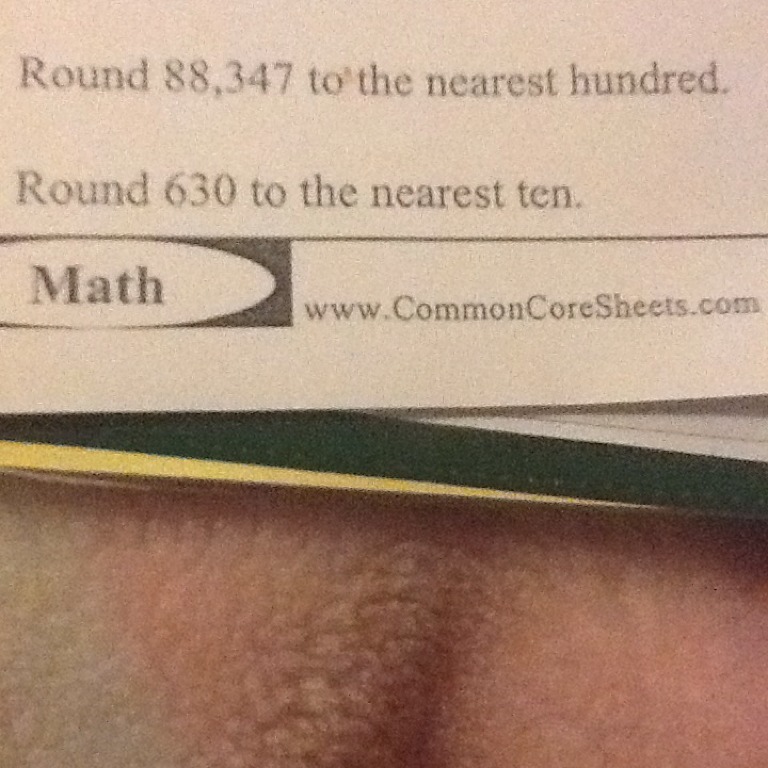 Round 88,347 to the nearest hundred.
Round 630 to the nearest ten.
Math
www.CommonCoreSheets.com